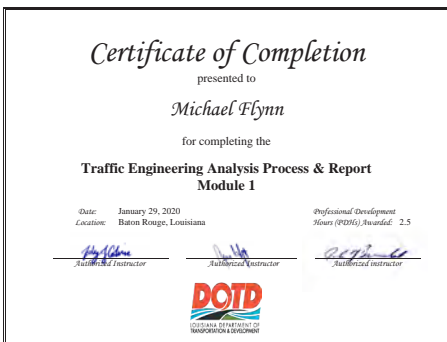 Certificate of Completion
presented to
Michael Flynn
for completing the
Traffic Engineering Analysis Process & Report
Module 1
Date: January 29, 2020
Location: Baton Rouge, Louisiana
Professional Development
Hours (PDHs) Awarded: 2.5
Authorized Instructor
Authorized Instructor
Authorized instructor
DOTD
LOUISIANA DEPARTMENT OF
TRANSPORTATION & DEVELOPMENT